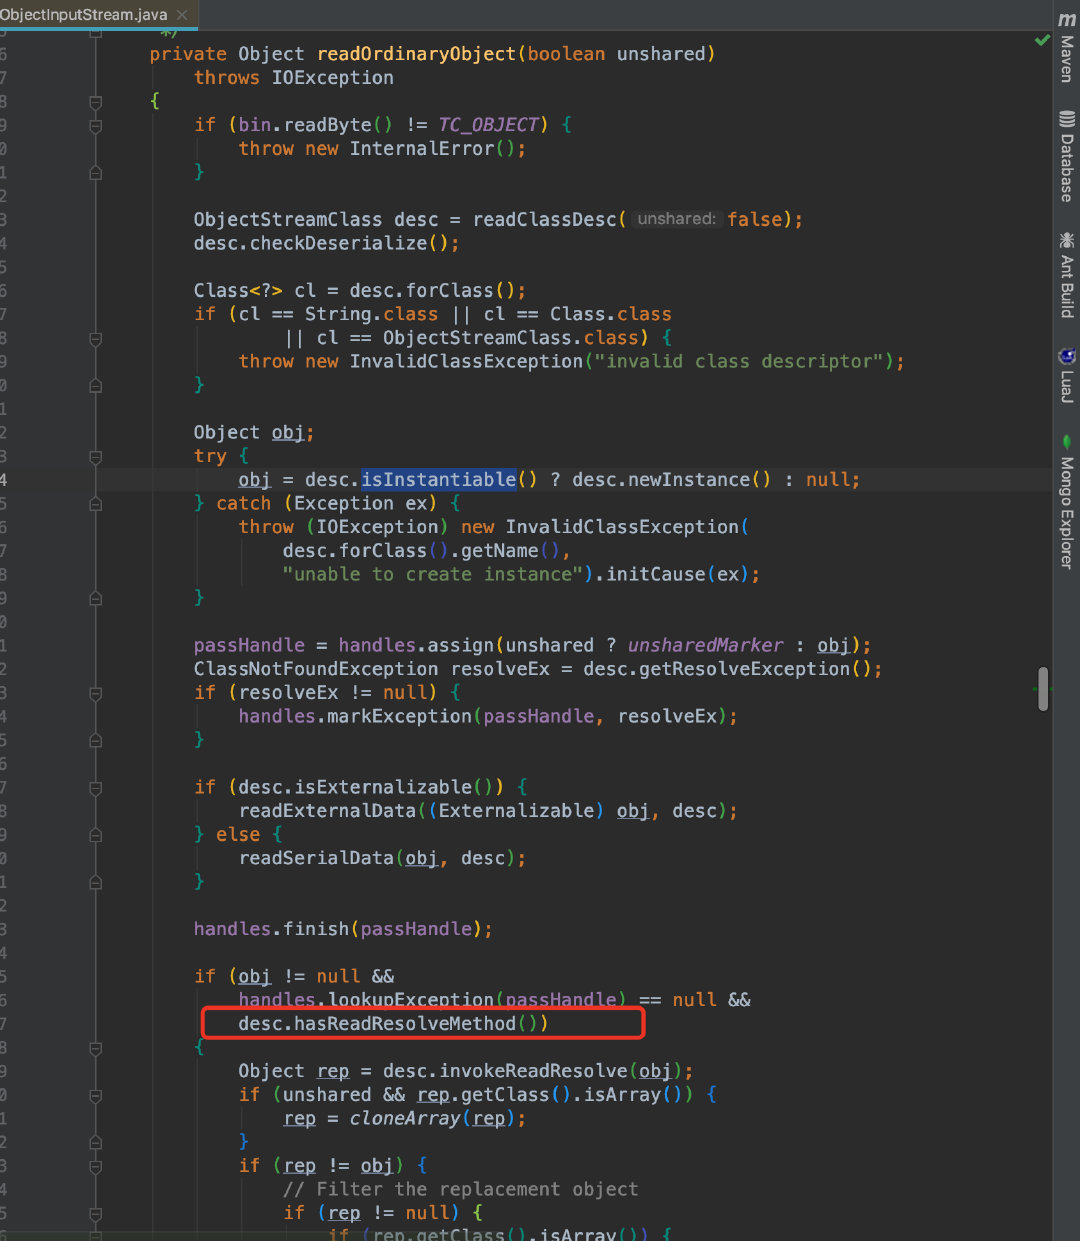 ObjectInputStream.java
*/
private Object readOrdinaryObject(boolean unshared)
throws IOException
{
if (bin.readByte() != TC_OBJECT) {
throw new InternalError();
}
ObjectStreamClass desc = readClassDesc( unshared: false);
desc.checkDeserialize();
Class<?> cl = desc.forClass();
if (cl == String.class || cl == Class.class
|| cl == ObjectStreamClass.class) {
throw new InvalidClassException("invalid class descriptor");
}
Object obj;
try {
obj = desc.isInstantiable() ? desc.newInstance() : null;
} catch (Exception ex) {
throw (IOException) new InvalidClassException(
desc.forClass().getName(),
"unable to create instance").initCause(ex);
}
passHandle = handles.assign(unshared ? unsharedMarker : obj);
ClassNotFoundException resolveEx = desc.getResolveException();
if (resolveEx != null) {
handles.markException(passHandle, resolveEx);
}
if (desc.isExternalizable()) {
readExternalData((Externalizable) obj, desc);
} else {
readSerialData(obj, desc);
}
handles.finish(passHandle);
if (obj != null &&
handles.lookupException(passHandle) == null &&
desc.hasReadResolveMethod())
{
Object rep = desc.invokeReadResolve(obj);
if (unshared && rep.getClass().isArray()) {
rep = cloneArray(rep);
}
if (rep != obj) {
// Filter the replacement object
if (rep != null) {
if (rep.getClass().isArray()) {
m
Maven
Database
Ant Build
LuaJ
Mongo Explorer